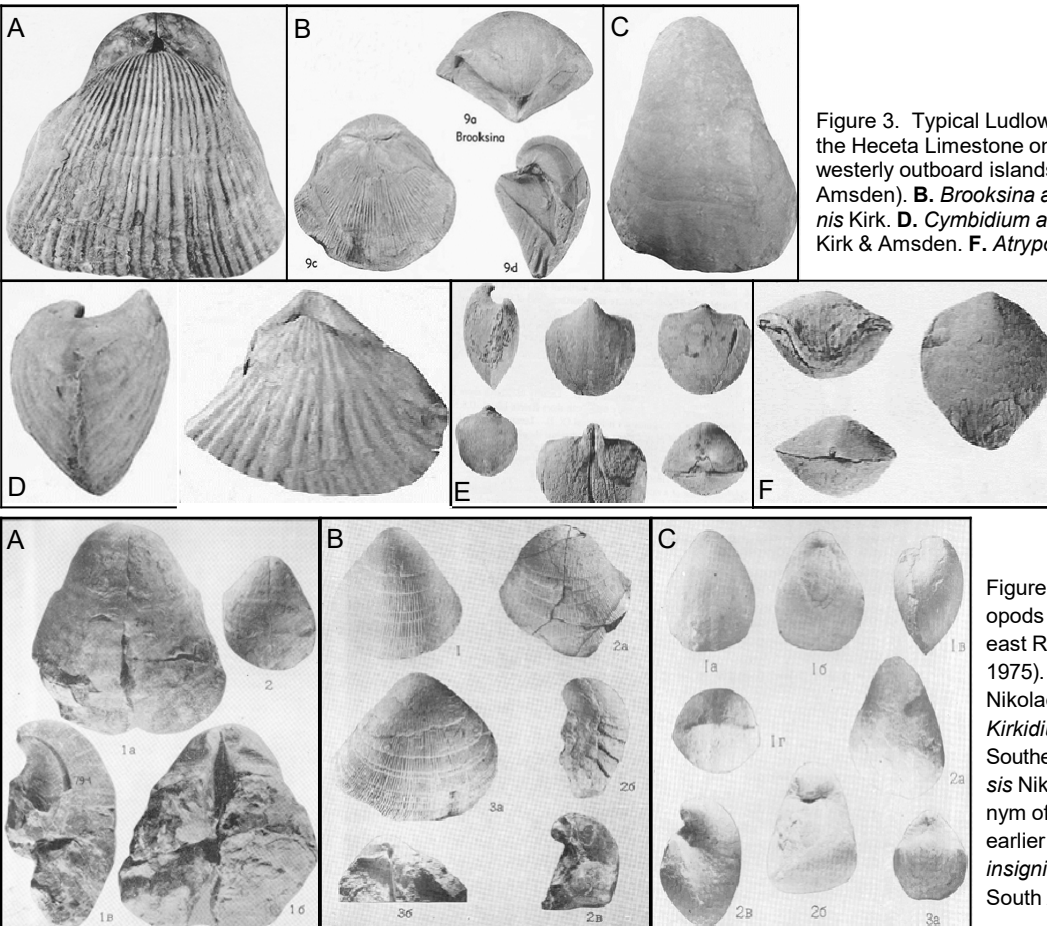 A
B
C
9a
Brooksina
9c
9d
Figure 3. Typical Ludlow
the Heceta Limestone or
westerly outboard islands
Amsden). B. Brooksina a
nis Kirk. D. Cymbidium a
Kirk & Amsden. F. Atrypo
D
E
F
A
B
C
1a
2
1в
1б
1
2a
3a
2б
3б
2в
1a
1б
1в
1г
2a
2в
2б
3a
Figure
opods
east R
1975).
Nikola
Kirkidiu
Southe
sis Nik
nym of
earlier
insigni
South